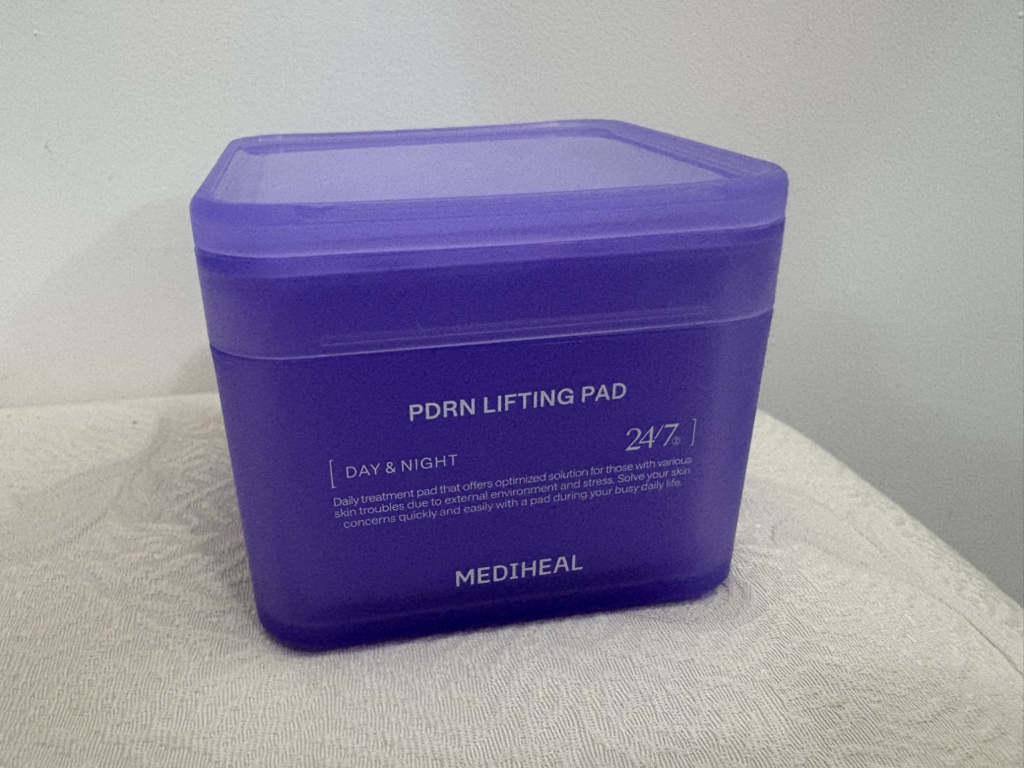 PDRN LIFTING PAD
[ DAY & NIGHT 24/7 ]
Daily treatment pad that offers optimized solution for those with various
skin troubles due to external environment and stress. Solve your skin
concerns quickly and easily with a pad during your busy daily life.
MEDIHEAL